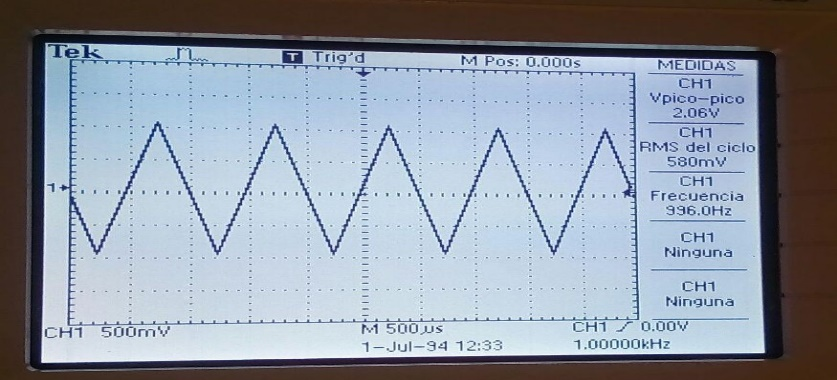 Tek
T Trig'd
M Pos: 0.000s
MEDIDAS
CH1
Vpico-pico
2.06V
CH1
RMS del ciclo
580mV
CH1
Frecuencia
996.0Hz
CH1
Ninguna
CH1
Ninguna
1
CH1 500mV
M 500µs
CH1 / 0.00V
1-Jul-94 12:33
1.00000kHz